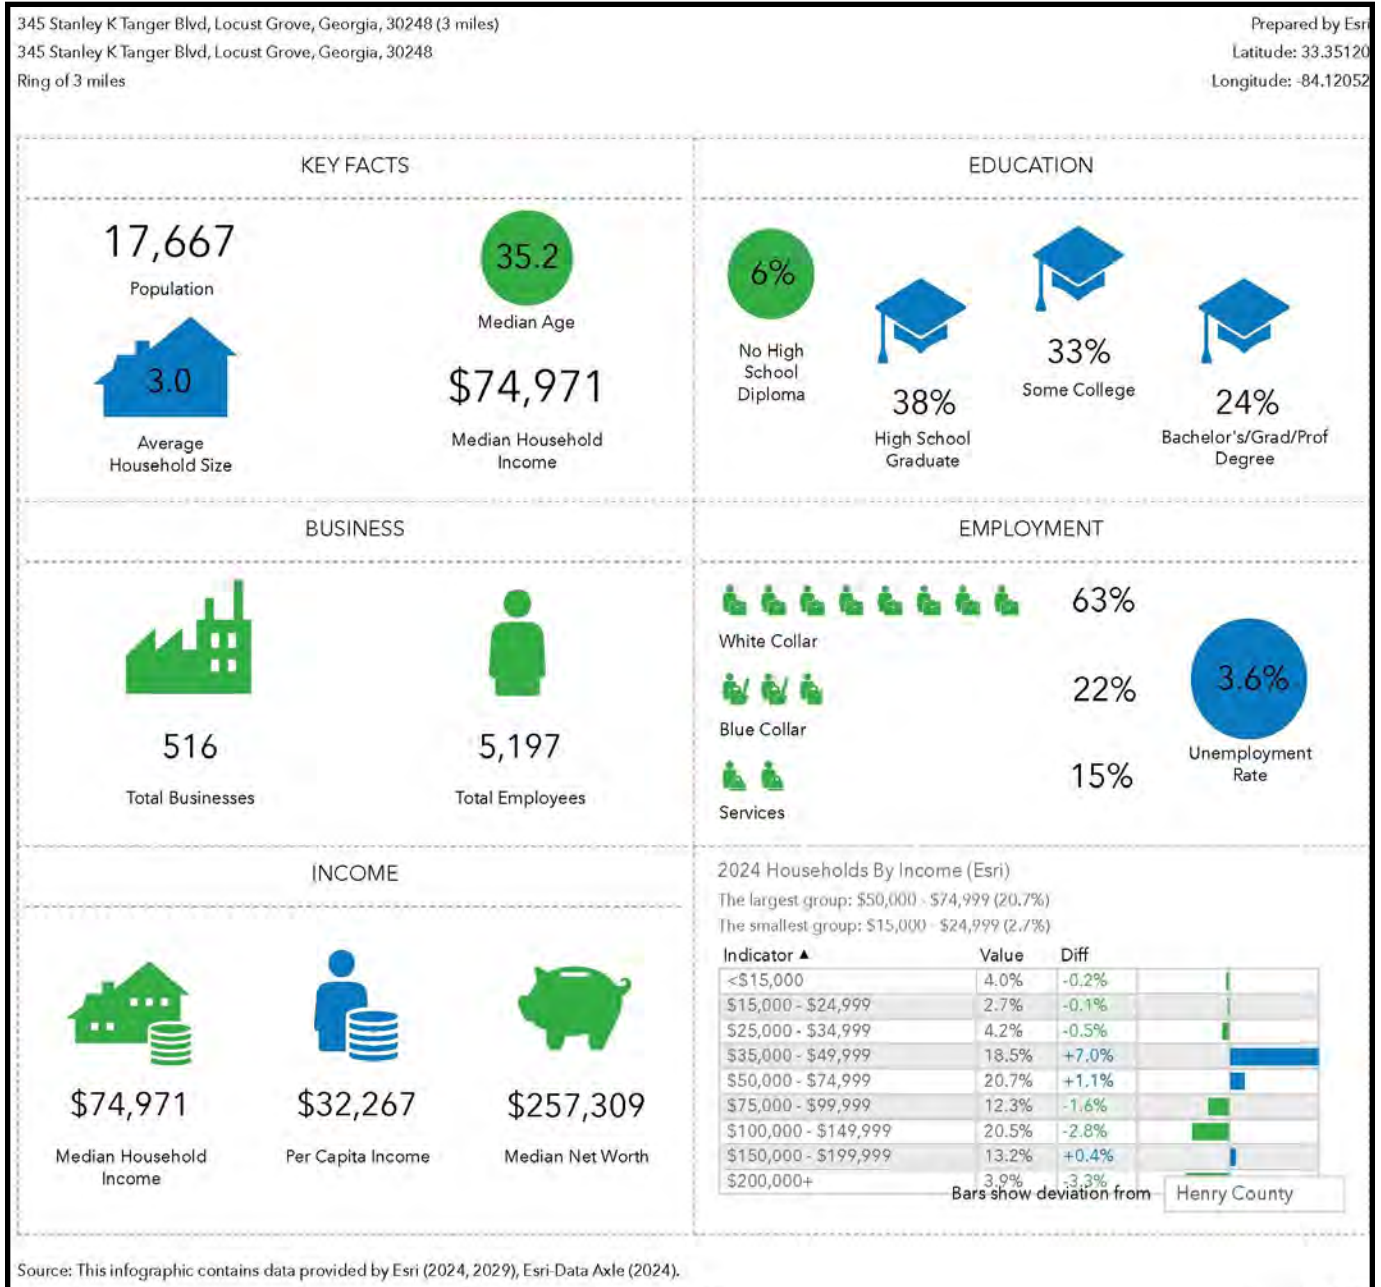 345 Stanley K Tanger Blvd, Locust Grove, Georgia, 30248 (3 miles)
Prepared by Esri
345 Stanley K Tanger Blvd, Locust Grove, Georgia, 30248
Latitude: 33.35120
Ring of 3 miles
Longitude: -84.12052
KEY FACTS
17,667
Population
35.2
Median Age
3.0
Average
Household Size
$74,971
Median Household
Income
EDUCATION
6%
No High
School
Diploma
38%
High School
Graduate
33%
Some College
24%
Bachelor's/Grad/Prof
Degree
BUSINESS
516
Total Businesses
5,197
Total Employees
EMPLOYMENT
63%
White Collar
22%
Blue Collar
15%
Services
3.6%
Unemployment
Rate
INCOME
$74,971
Median Household
Income
$32,267
Per Capita Income
$257,309
Median Net Worth
2024 Households By Income (Esri)
The largest group: $50,000 - $74,999 (20.7%)
The smallest group: $15,000 - $24,999 (2.7%)
Indicator ▲ Value Diff
<$15,000 4.0% -0.2%
$15,000 - $24,999 2.7% -0.1%
$25,000 - $34,999 4.2% -0.5%
$35,000 - $49,999 18.5% +7.0%
$50,000 - $74,999 20.7% +1.1%
$75,000 - $99,999 12.3% -1.6%
$100,000 - $149,999 20.5% -2.8%
$150,000 - $199,999 13.2% +0.4%
$200,000+ 3.9% -3.3%
Bars show deviation from Henry County
Source: This infographic contains data provided by Esri (2024, 2029), Esri-Data Axle (2024).